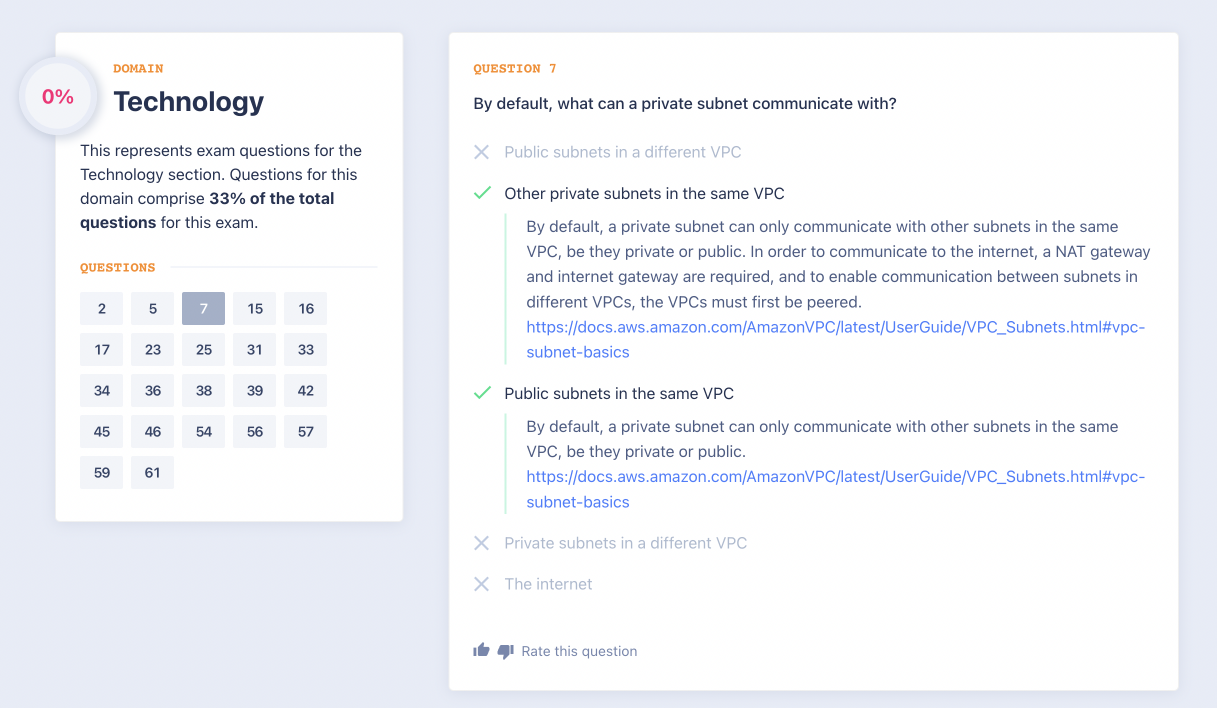 0%
DOMAIN
Technology
This represents exam questions for the
Technology section. Questions for this
domain comprise 33% of the total
questions for this exam.
QUESTIONS
2 5 7 15 16
17 23 25 31 33
34 36 38 39 42
45 46 54 56 57
59 61
QUESTION 7
By default, what can a private subnet communicate with?
Public subnets in a different VPC
Other private subnets in the same VPC
By default, a private subnet can only communicate with other subnets in the same
VPC, be they private or public. In order to communicate to the internet, a NAT gateway
and internet gateway are required, and to enable communication between subnets in
different VPCs, the VPCs must first be peered.
https://docs.aws.amazon.com/AmazonVPC/latest/UserGuide/VPC_Subnets.html#vpc-
subnet-basics
Public subnets in the same VPC
By default, a private subnet can only communicate with other subnets in the same
VPC, be they private or public.
https://docs.aws.amazon.com/AmazonVPC/latest/UserGuide/VPC_Subnets.html#vpc-
subnet-basics
Private subnets in a different VPC
The internet
Rate this question